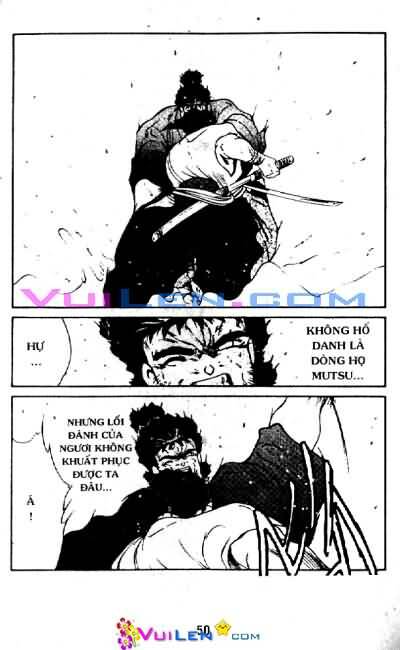 VuiLen.com
KHÔNG HỔ
DANH LÀ
DÒNG HỌ
MUTSU...
HỰ
...
NHƯNG LỐI
ĐÁNH CỦA
NGƯƠI KHÔNG
KHUẤT PHỤC
ĐƯỢC TA
ĐÂU...
Á
!
50
VuiLen.com